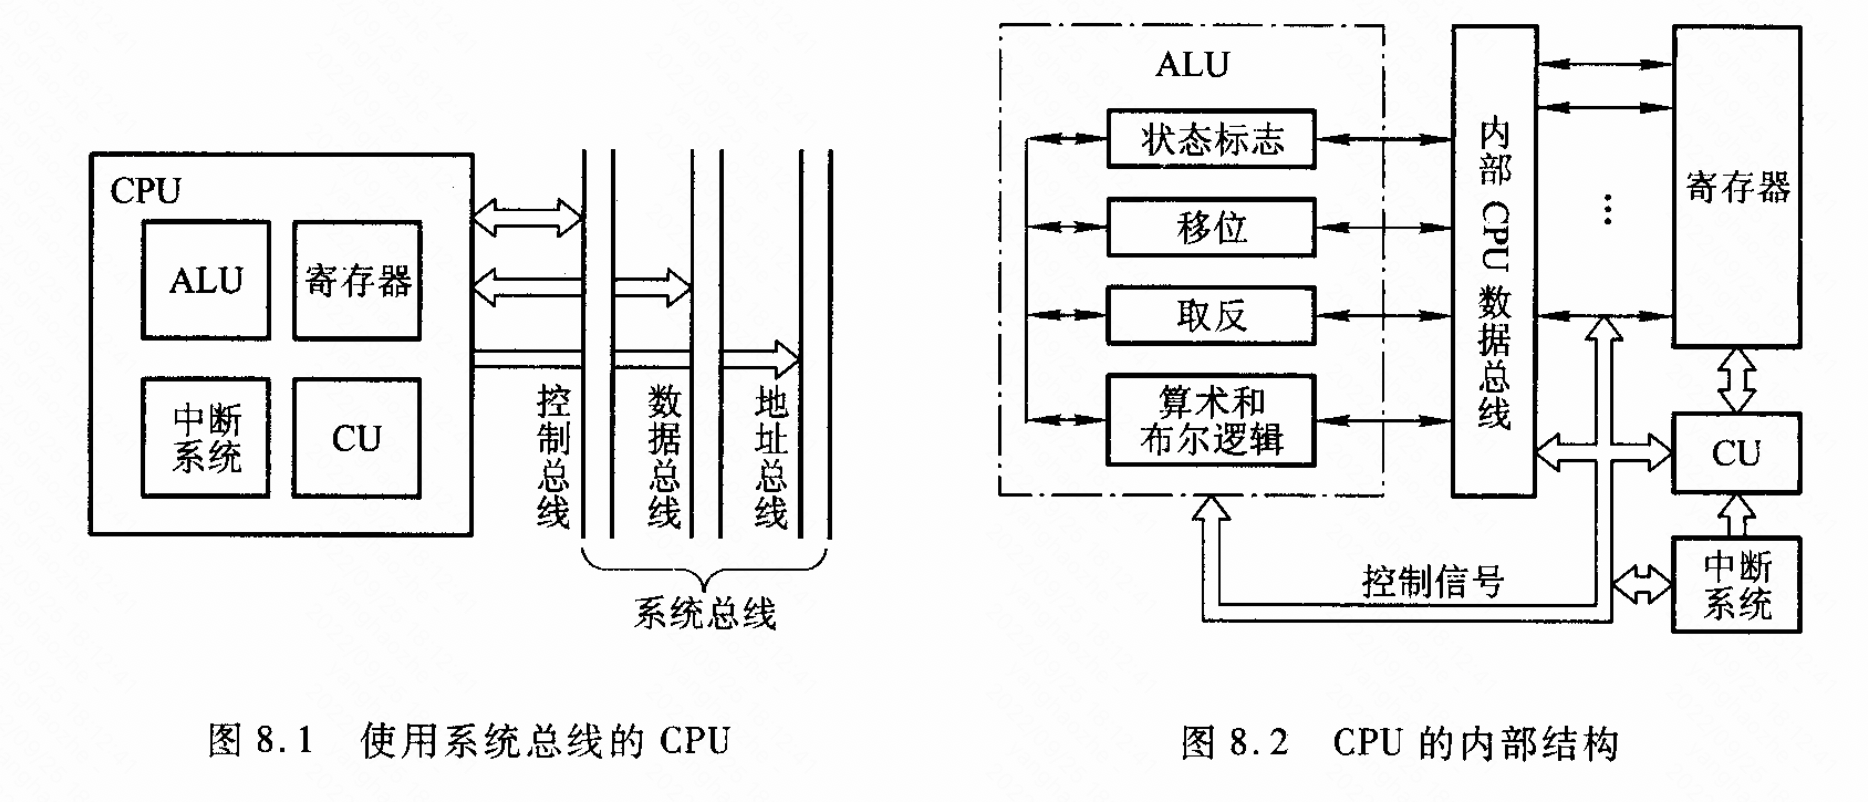 CPU
ALU
寄存器
中断
系统
CU
控制总线
数据总线
地址总线
系统总线
图 8.1 使用系统总线的 CPU
ALU
状态标志
移位
取反
算术和
布尔逻辑
内部 CPU 数据总线
…
寄存器
CU
中断
系统
控制信号
图 8.2 CPU 的内部结构